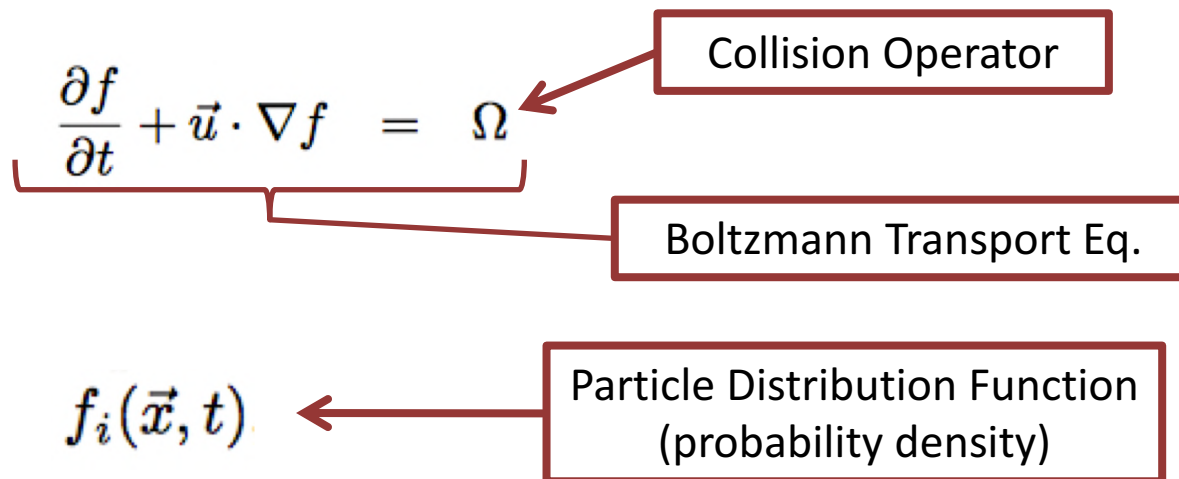 Collision Operator
∂f/∂t + u⃗ · ∇f = Ω
Boltzmann Transport Eq.
f_i(x⃗, t)
Particle Distribution Function
(probability density)